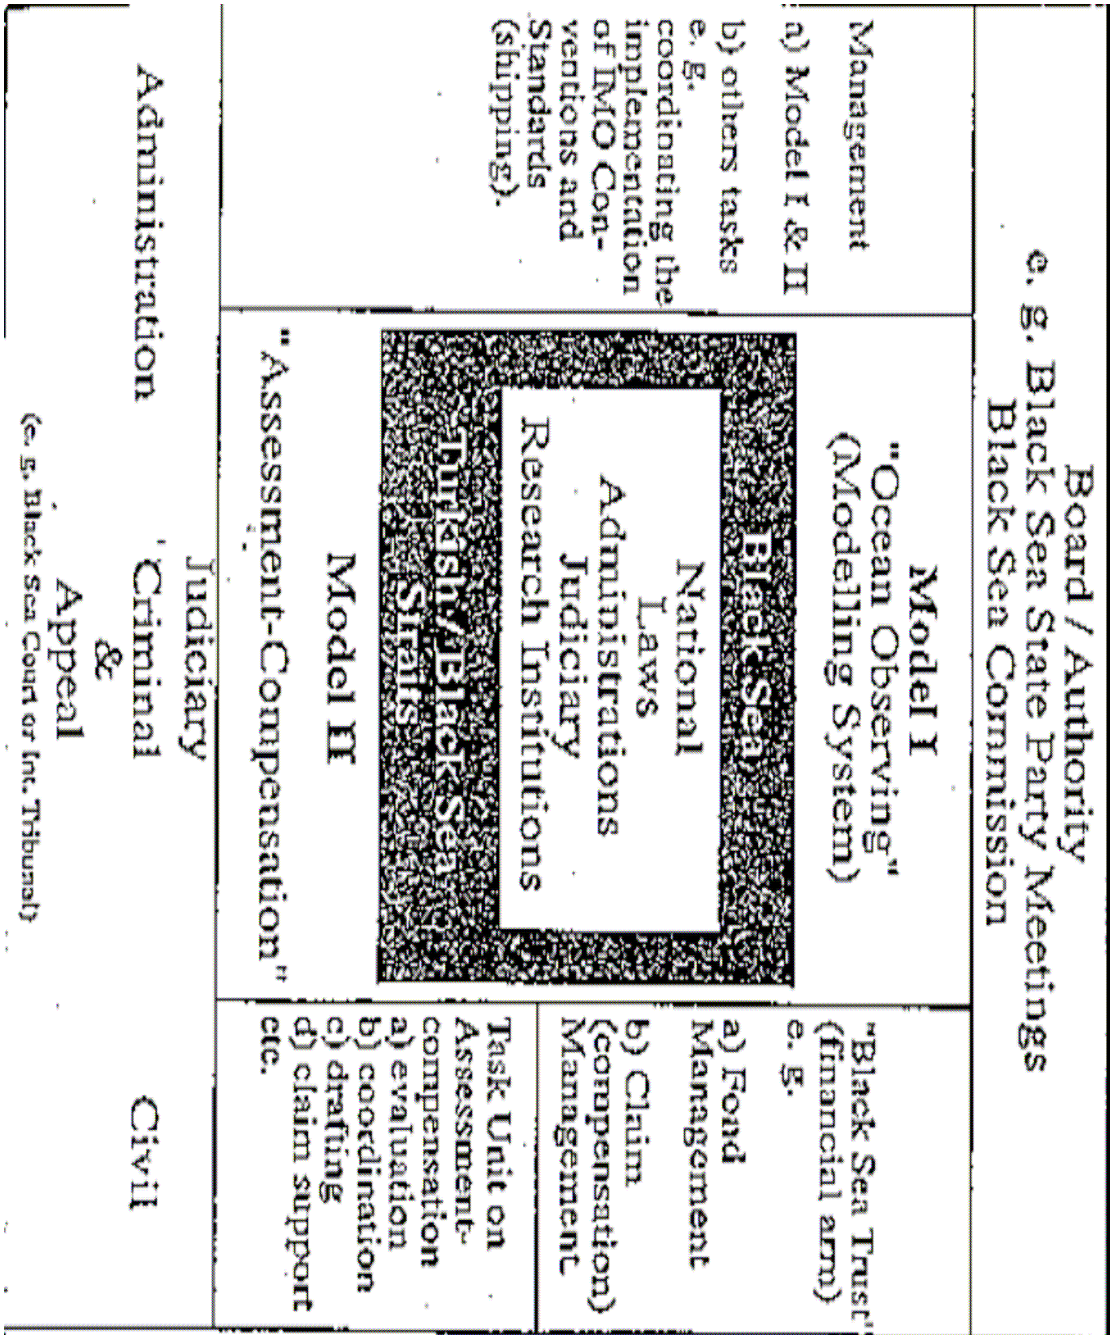 Board / Authority
e. g. Black Sea State Party Meetings
Black Sea Commission
Management
a) Model I & II
b) others tasks
e. g.
coordinating the
implementation
of IMO Con-
ventions and
Standards
(shipping).
Model I
"Ocean Observing"
(Modelling System)
Black Sea
National
Laws
Administrations
Judiciary
Research Institutions
Turkish/Black Sea
Straits
Model II
"Assessment-Compensation"
"Black Sea Trust"
(financial arm)
e. g.
a) Fond
Management
b) Claim
(compensation)
Management
Task Unit on
Assessment-
compensation
a) evaluation
b) coordination
c) drafting
d) claim support
etc.
Judiciary
Administration
Criminal
Civil
&
Appeal
(e. g. Black Sea Court or Int. Tribunal)